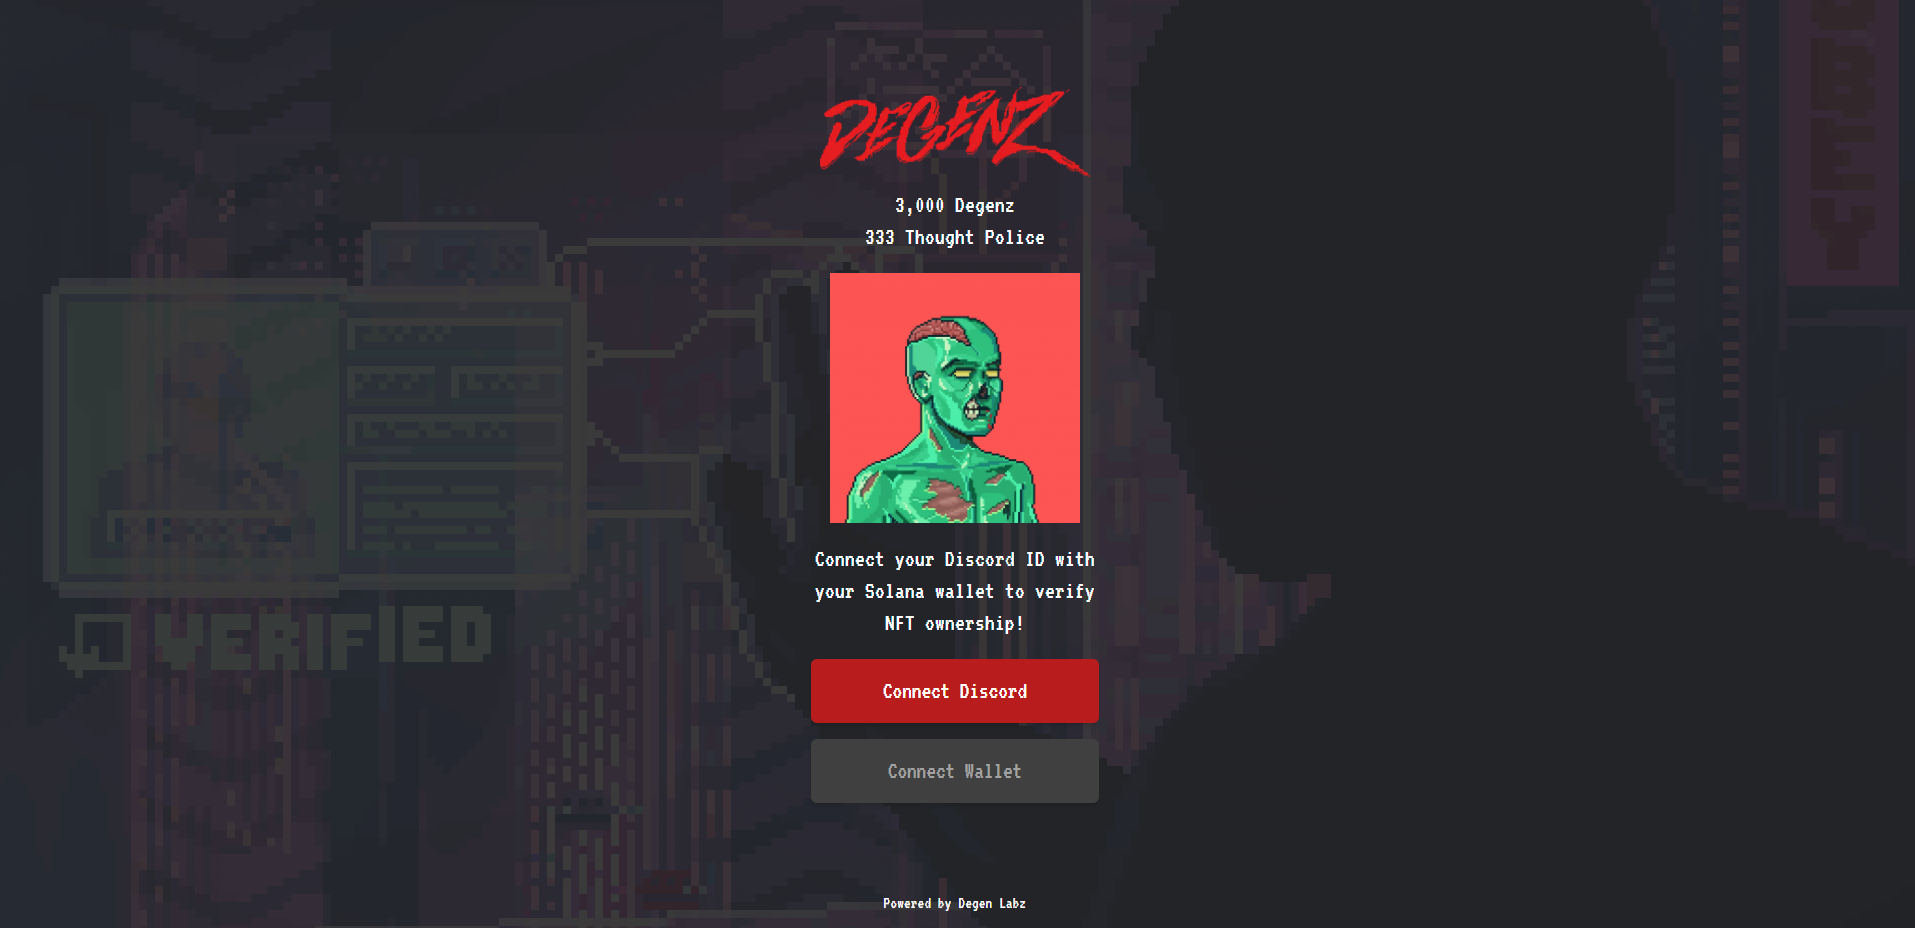 DEGENZ
3,000 Degenz
333 Thought Police
Connect your Discord ID with
your Solana wallet to verify
NFT ownership!
Connect Discord
Connect Wallet
Powered by Degen Labz
VERIFIED